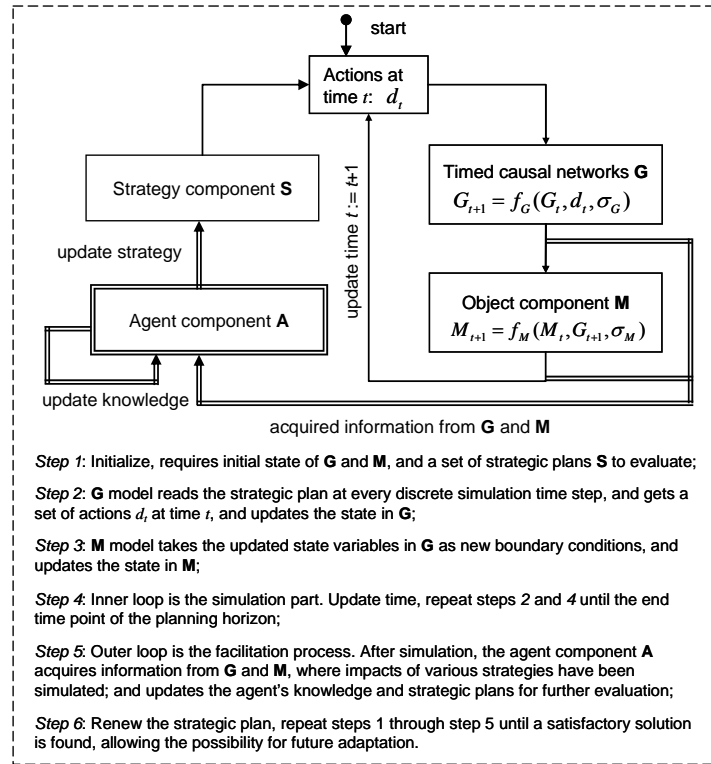 start
Actions at
time t: d_t
Timed causal networks G
G_{t+1} = f_G(G_t, d_t, σ_G)
Strategy component S
update strategy
update time t := t+1
Object component M
M_{t+1} = f_M(M_t, G_{t+1}, σ_M)
Agent component A
update knowledge
acquired information from G and M
Step 1: Initialize, requires initial state of G and M, and a set of strategic plans S to evaluate;
Step 2: G model reads the strategic plan at every discrete simulation time step, and gets a
set of actions d_t at time t, and updates the state in G;
Step 3: M model takes the updated state variables in G as new boundary conditions, and
updates the state in M;
Step 4: Inner loop is the simulation part. Update time, repeat steps 2 and 4 until the end
time point of the planning horizon;
Step 5: Outer loop is the facilitation process. After simulation, the agent component A
acquires information from G and M, where impacts of various strategies have been
simulated; and updates the agent's knowledge and strategic plans for further evaluation;
Step 6: Renew the strategic plan, repeat steps 1 through step 5 until a satisfactory solution
is found, allowing the possibility for future adaptation.